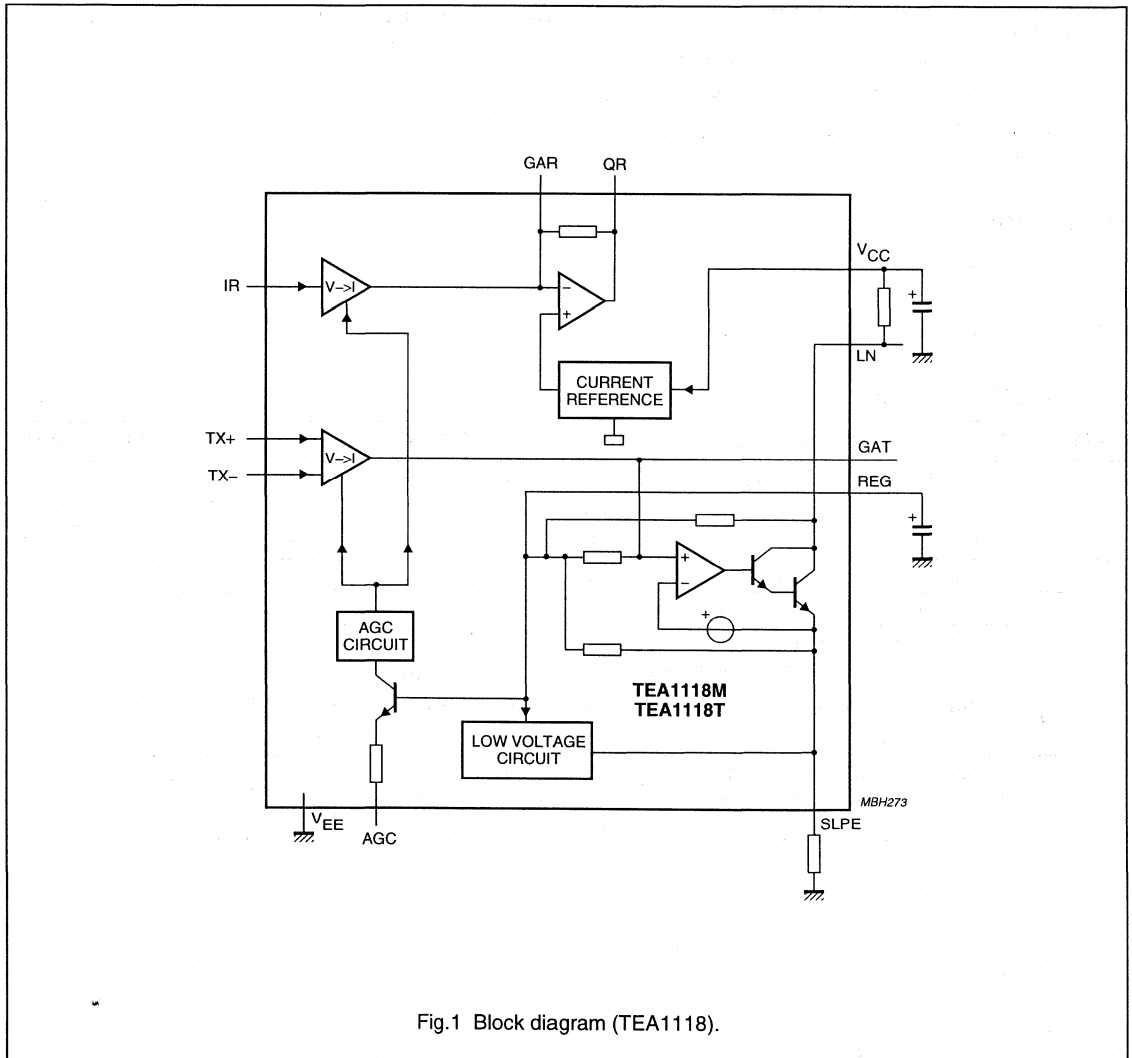 GAR QR
VCC
IR
V->I
-
+
+
LN
CURRENT
REFERENCE
TX+
TX-
V->I
GAT
REG
+
+
-
+
AGC
CIRCUIT
TEA1118M
TEA1118T
LOW VOLTAGE
CIRCUIT
MBH273
VEE
AGC
SLPE
Fig.1 Block diagram (TEA1118).